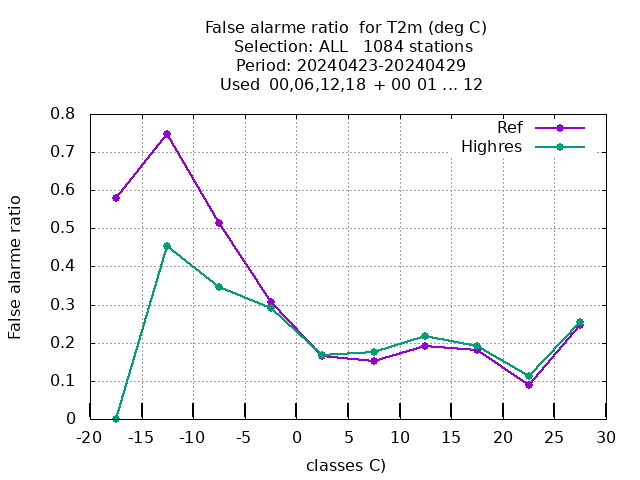 False alarme ratio  for T2m (deg C)
Selection: ALL   1084 stations
Period: 20240423-20240429
Used  00,06,12,18  + 00 01 ... 12
Ref
Highres
False alarme ratio
0.8
0.7
0.6
0.5
0.4
0.3
0.2
0.1
0
-20 -15 -10 -5 0 5 10 15 20 25 30
classes C)